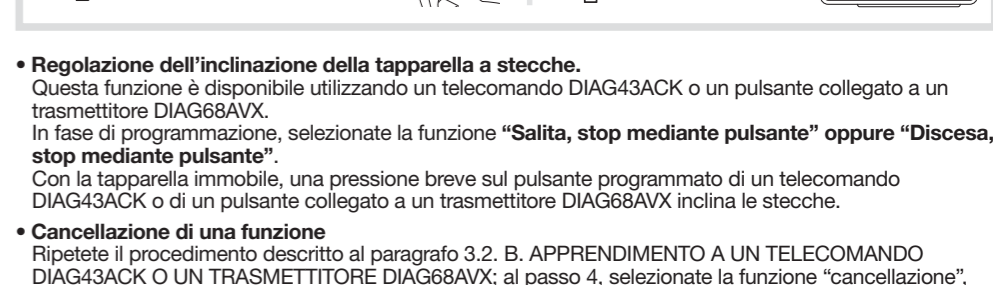 • Regolazione dell'inclinazione della tapparella a stecche.
Questa funzione è disponibile utilizzando un telecomando DIAG43ACK o un pulsante collegato a un
trasmettitore DIAG68AVX.
In fase di programmazione, selezionate la funzione “Salita, stop mediante pulsante” oppure “Discesa,
stop mediante pulsante”.
Con la tapparella immobile, una pressione breve sul pulsante programmato di un telecomando
DIAG43ACK o di un pulsante collegato a un trasmettitore DIAG68AVX inclina le stecche.
• Cancellazione di una funzione
Ripetete il procedimento descritto al paragrafo 3.2. B. APPRENDIMENTO A UN TELECOMANDO
DIAG43ACK O UN TRASMETTITORE DIAG68AVX; al passo 4, selezionate la funzione “cancellazione”,